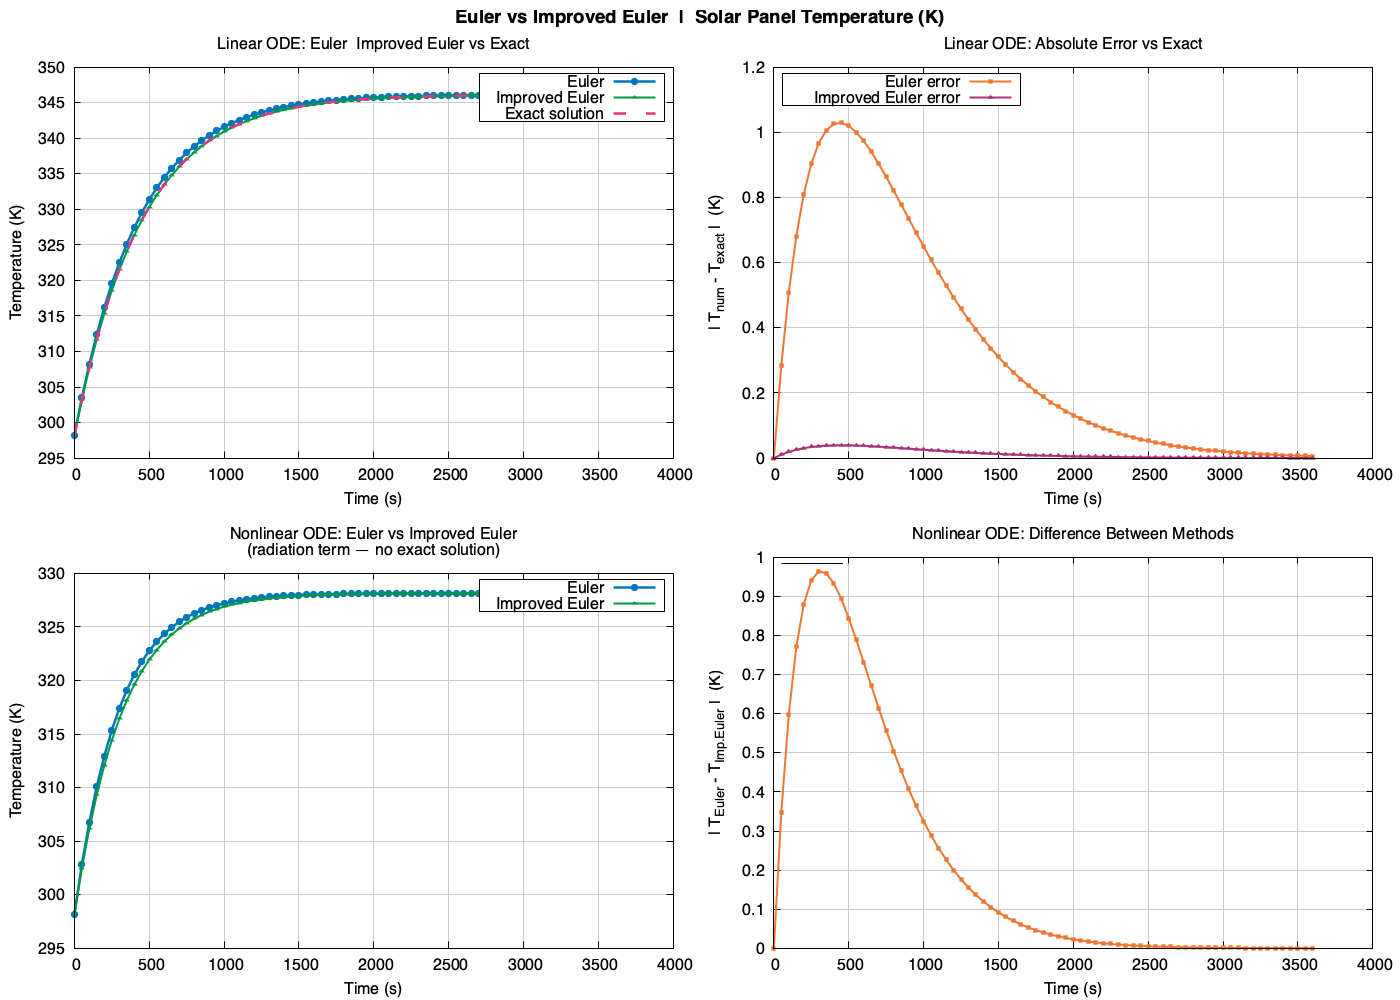 Euler vs Improved Euler | Solar Panel Temperature (K)
Linear ODE: Euler  Improved Euler vs Exact
350
345
340
335
330
325
320
315
310
305
300
295
Temperature (K)
Euler
Improved Euler
Exact solution
0 500 1000 1500 2000 2500 3000 3500 4000
Time (s)
Linear ODE: Absolute Error vs Exact
1.2
1
0.8
0.6
0.4
0.2
0
| T_num - T_exact | (K)
Euler error
Improved Euler error
0 500 1000 1500 2000 2500 3000 3500 4000
Time (s)
Nonlinear ODE: Euler vs Improved Euler
(radiation term — no exact solution)
330
325
320
315
310
305
300
295
Temperature (K)
Euler
Improved Euler
0 500 1000 1500 2000 2500 3000 3500 4000
Time (s)
Nonlinear ODE: Difference Between Methods
1
0.9
0.8
0.7
0.6
0.5
0.4
0.3
0.2
0.1
0
| T_Euler - T_Imp.Euler | (K)
0 500 1000 1500 2000 2500 3000 3500 4000
Time (s)